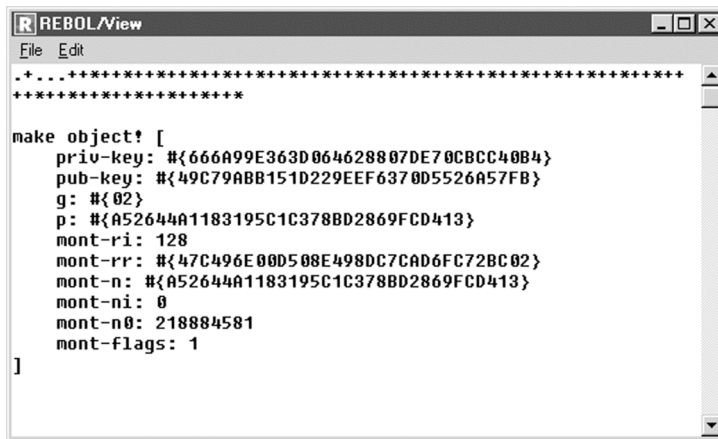 REBOL/View
File Edit
.+...++*+++*++*++*++*+++*++*++*++*++*++*++*++*++*++*++*++*++
++*++*++*++*++*++*++*
make object! [
    priv-key: #{666A99E363D064628807DE70CBCC40B4}
    pub-key: #{49C79ABB151D229EEF6370D5526A57FB}
    g: #{02}
    p: #{A52644A1183195C1C378BD2869FCD413}
    mont-ri: 128
    mont-rr: #{47C496E00D508E498DC7CAD6FC72BC02}
    mont-n: #{A52644A1183195C1C378BD2869FCD413}
    mont-ni: 0
    mont-n0: 218884581
    mont-flags: 1
]